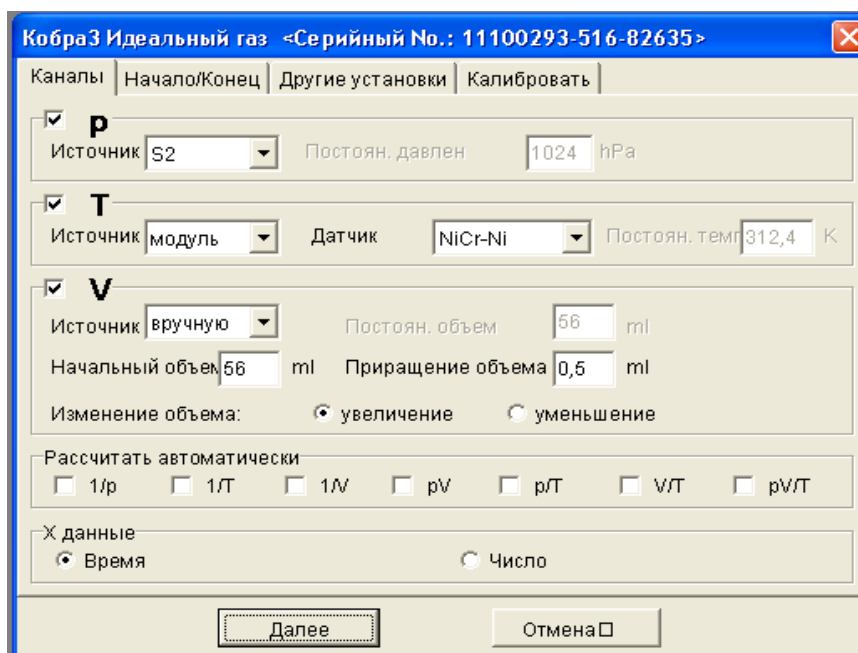 Кобра3 Идеальный газ <Серийный No.: 11100293-516-82635>
Каналы Начало/Конец Другие установки Калибровать
p
Источник S2 Постоян. давлен 1024 hPa
T
Источник модуль Датчик NiCr-Ni Постоян. темп 312,4 K
V
Источник вручную Постоян. объем 56 ml
Начальный объем 56 ml Приращение объема 0,5 ml
Изменение объема: увеличение уменьшение
Рассчитать автоматически
1/p 1/T 1/V pV p/T V/T pV/T
X данные
Время Число
Далее Отмена